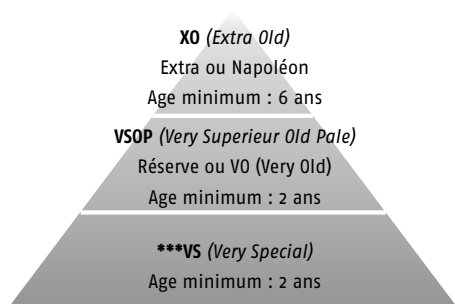 XO (Extra Old)
Extra ou Napoléon
Age minimum : 6 ans
VSOP (Very Superieur Old Pale)
Réserve ou VO (Very Old)
Age minimum : 2 ans
***VS (Very Special)
Age minimum : 2 ans